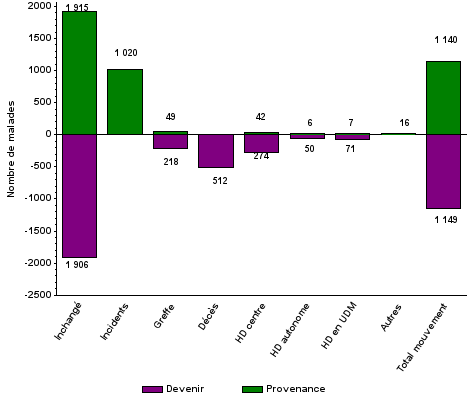 2000
1500
1000
500
0
-500
-1000
-1500
-2000
-2500
Nombre de malades
1 915
1 020
49
42
6
7
16
1 140
1 906
218
512
274
50
71
1 149
Inchangé
Incidents
Greffe
Décès
HD centre
HD autonome
HD en UDM
Autres
Total mouvement
Devenir
Provenance